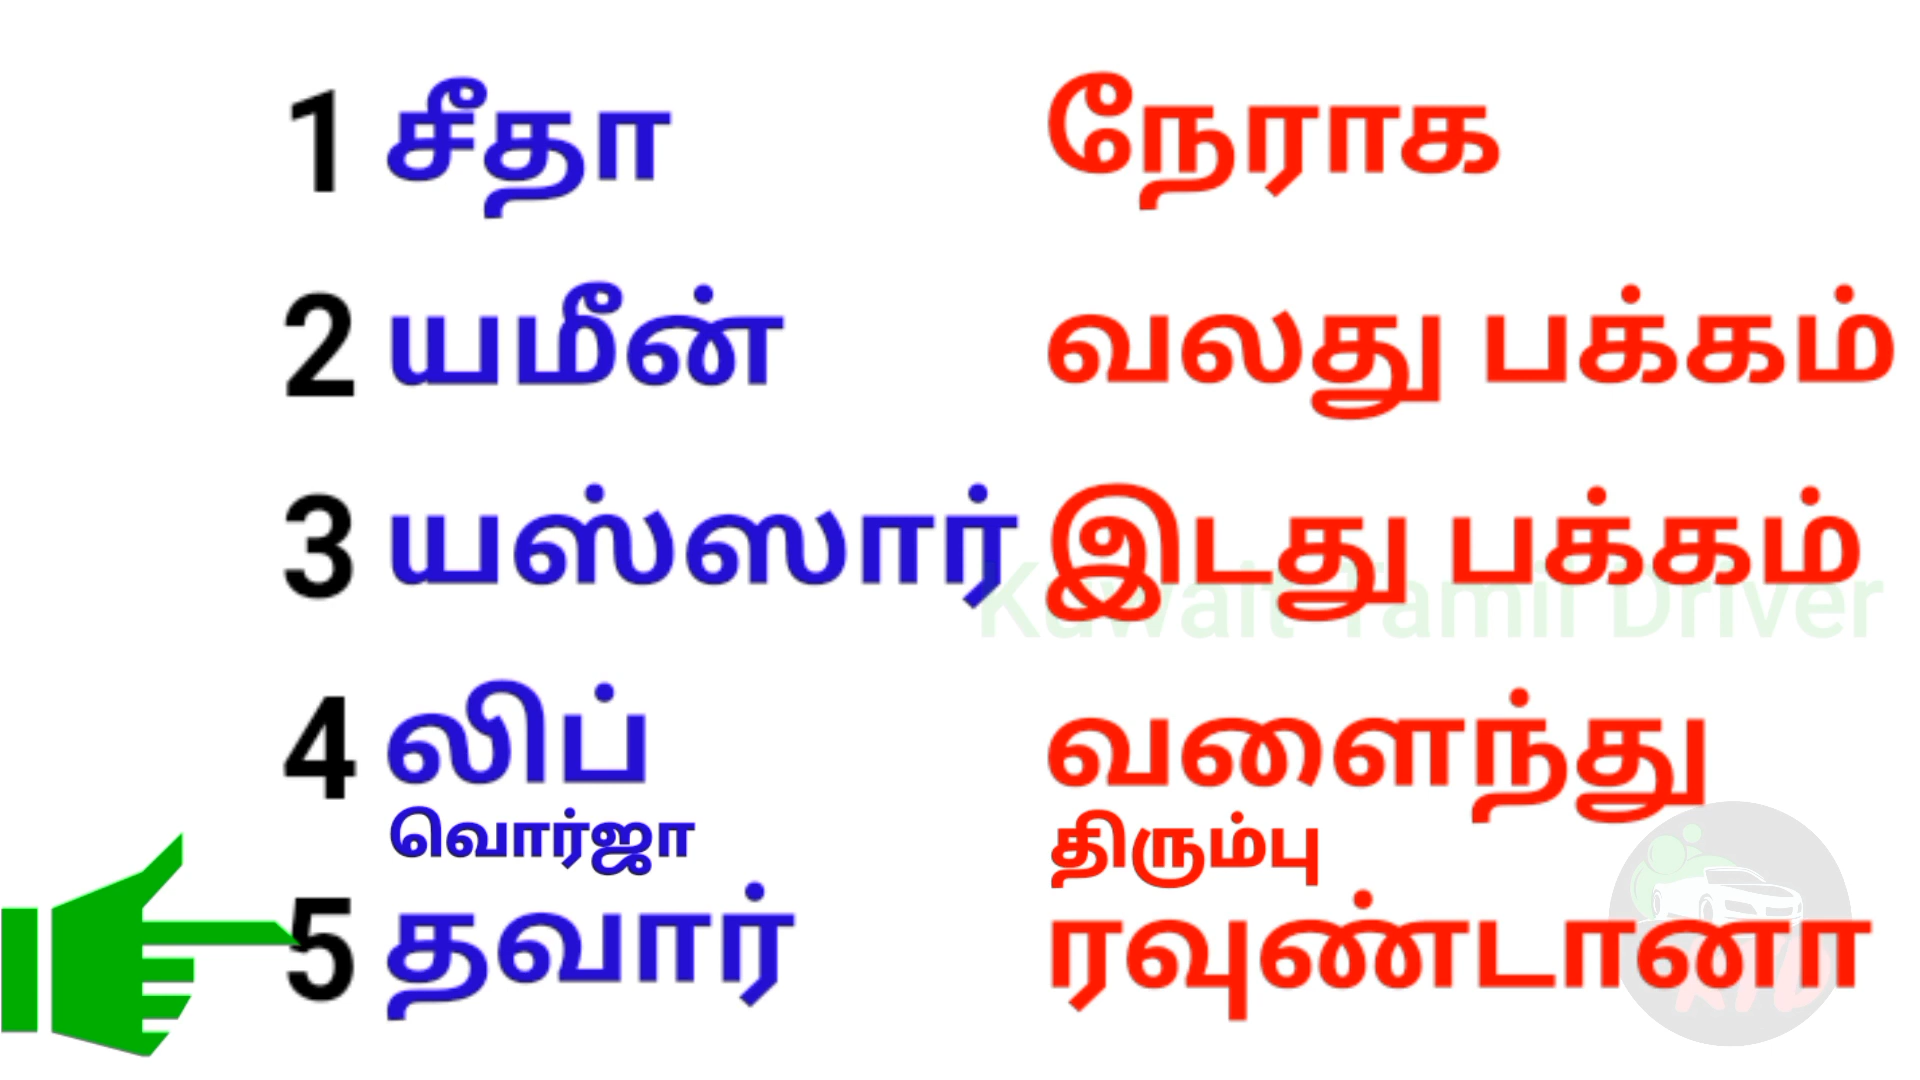 1 சீதா நேராக
2 யமீன் வலது பக்கம்
3 யஸ்ஸார் இடது பக்கம்
Kuwait Tamil Driver
4 லிப் வளைந்து
வொர்ஜா திரும்பு
5 தவார் ரவுண்டானா
KTD